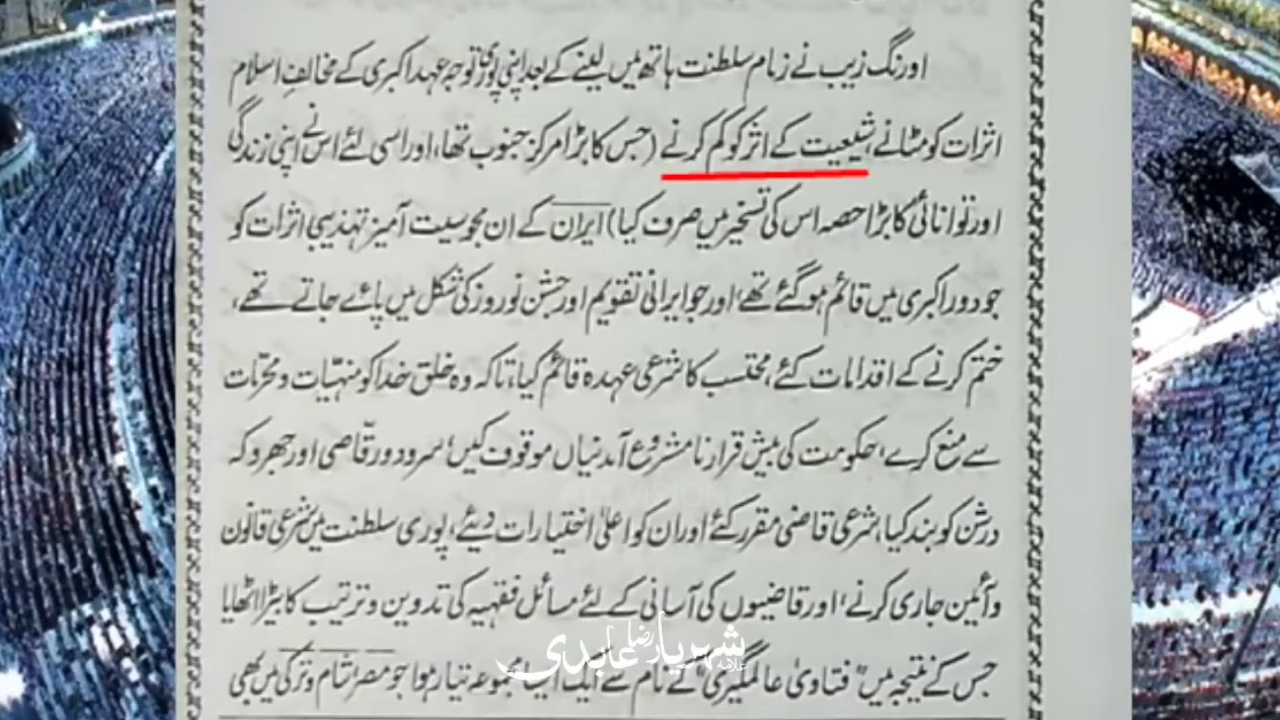 اورنگ زیب نے زمام سلطنت ہاتھ میں لینے کے بعد اپنی پوری توجہ عہد اکبری کے مخالفِ اسلام
اثرات کو مٹانے، شیعیت کے اثر کو کم کرنے (جس کا بڑا مرکز جنوب تھا، اور اسی لئے اس نے اپنی زندگی
اور توانائی کا بڑا حصہ اس کی تسخیر میں صرف کیا) ایران کے ان مجوسیت آمیز تہذیبی اثرات کو
جو دور اکبری میں قائم ہو گئے تھے، اور جو ایرانی تقویم اور جشن نوروز کی شکل میں پائے جاتے تھے،
ختم کرنے کے اقدامات کئے، محتسب کا شرعی عہدہ قائم کیا، تاکہ وہ خلق خدا کو منہیّات و محرّمات
سے منع کرے، حکومت کی بیش قرار نامشروع آمدنیاں موقوف کیں، سرود و رقّاصی اور جھروکہ
درشن کو بند کیا، شرعی قاضی مقرر کئے اور ان کو اعلیٰ اختیارات دیئے، پوری سلطنت میں شرعی قانون
و آئین جاری کرنے، اور قاضیوں کی آسانی کے لئے مسائل فقہیہ کی تدوین و ترتیب کا بیڑا اٹھایا
جس کے نتیجہ میں "فتاویٰ عالمگیری" کے نام سے ایک ایسا مجموعہ تیار ہوا جو مصر، شام و ترکی میں بھی
علامہ شہریار رضا عابدی